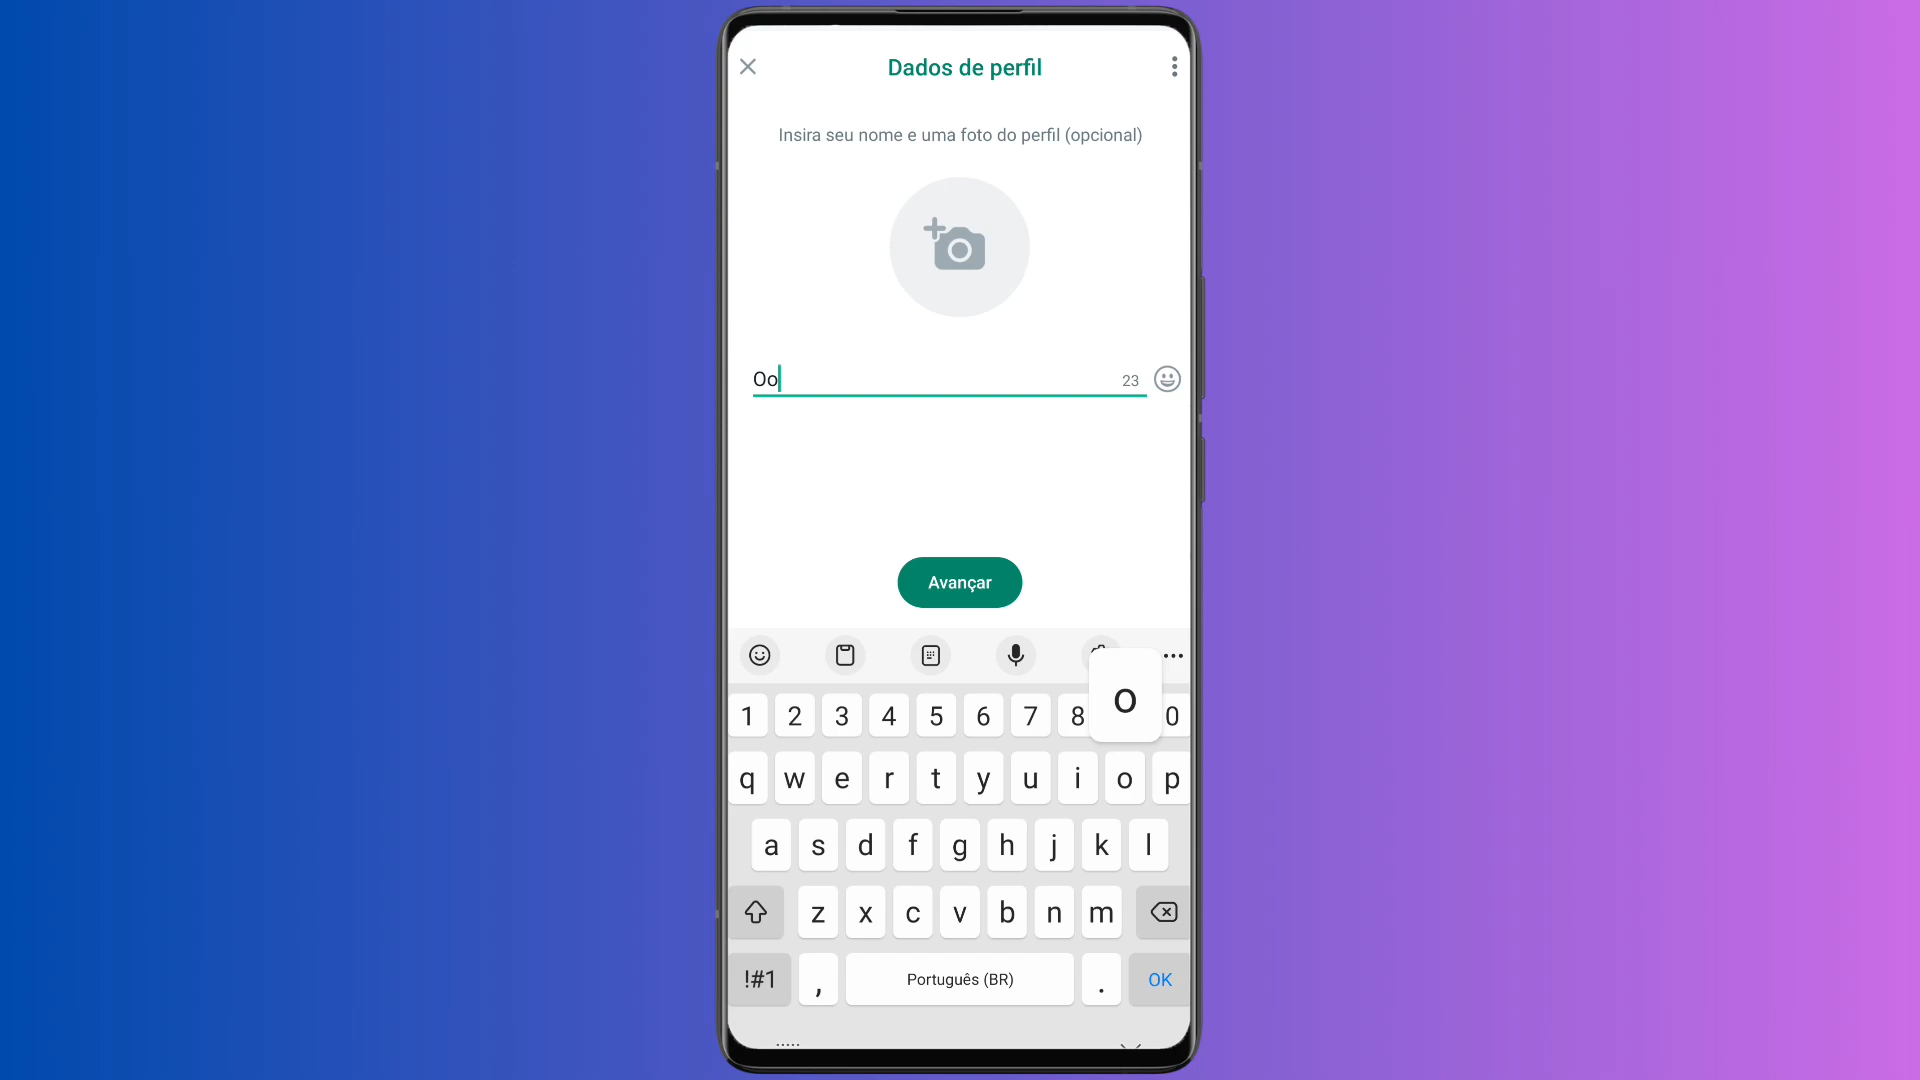 Dados de perfil
Insira seu nome e uma foto do perfil (opcional)
Oo 23
Avançar
o
1 2 3 4 5 6 7 8 0
q w e r t y u i o p
a s d f g h j k l
z x c v b n m
!#1 , Português (BR) . OK